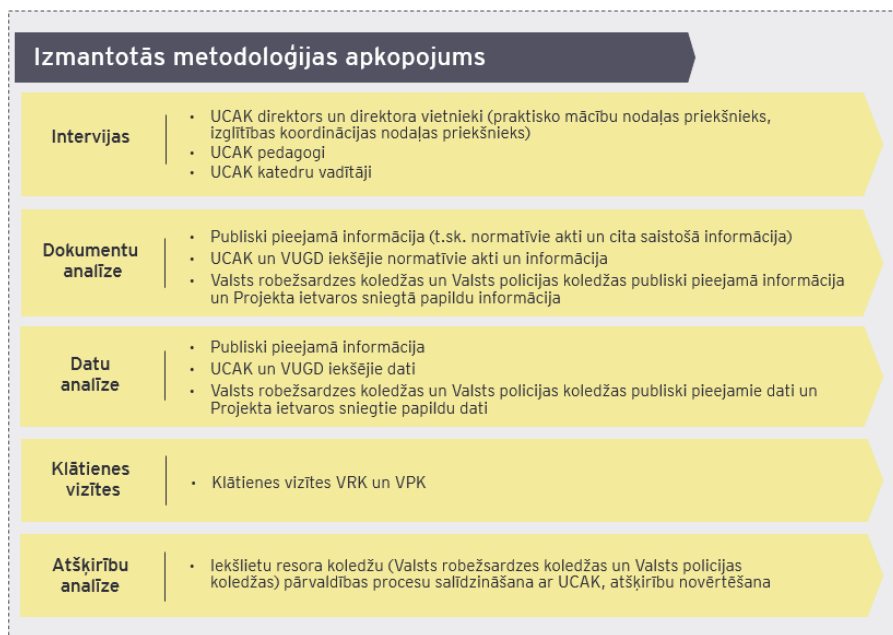 Izmantotās metodoloģijas apkopojums
Intervijas
• UCAK direktors un direktora vietnieki (praktisko mācību nodaļas priekšnieks,
izglītības koordinācijas nodaļas priekšnieks)
• UCAK pedagogi
• UCAK katedru vadītāji
Dokumentu
analīze
• Publiski pieejamā informācija (t.sk. normatīvie akti un cita saistošā informācija)
• UCAK un VUGD iekšējie normatīvie akti un informācija
• Valsts robežsardzes koledžas un Valsts policijas koledžas publiski pieejamā informācija
un Projekta ietvaros sniegtā papildu informācija
Datu
analīze
• Publiski pieejamā informācija
• UCAK un VUGD iekšējie dati
• Valsts robežsardzes koledžas un Valsts policijas koledžas publiski pieejamie dati un
Projekta ietvaros sniegtie papildu dati
Klātienes
vizītes
• Klātienes vizītes VRK un VPK
Atšķirību
analīze
• Iekšlietu resora koledžu (Valsts robežsardzes koledžas un Valsts policijas
koledžas) pārvaldības procesu salīdzināšana ar UCAK, atšķirību novērtēšana